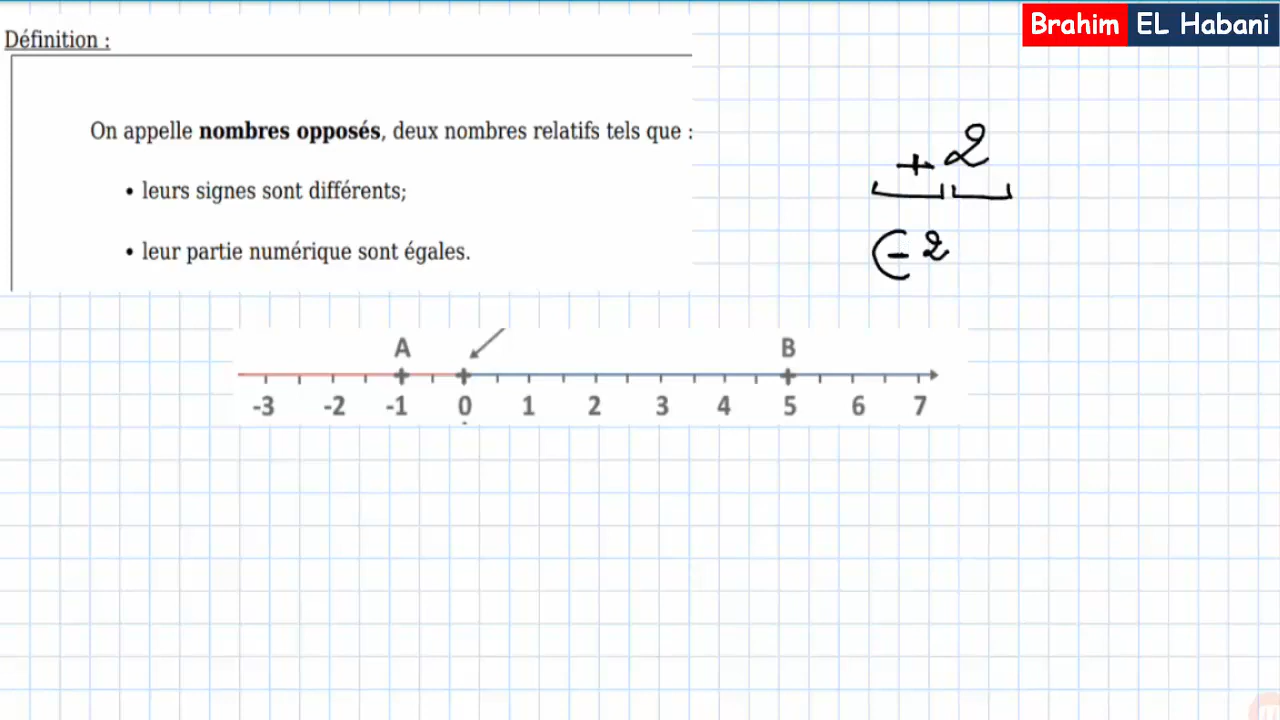 Brahim EL Habani
Définition :
On appelle nombres opposés, deux nombres relatifs tels que :
• leurs signes sont différents;
• leur partie numérique sont égales.
+2
(-2
A B
-3 -2 -1 0 1 2 3 4 5 6 7